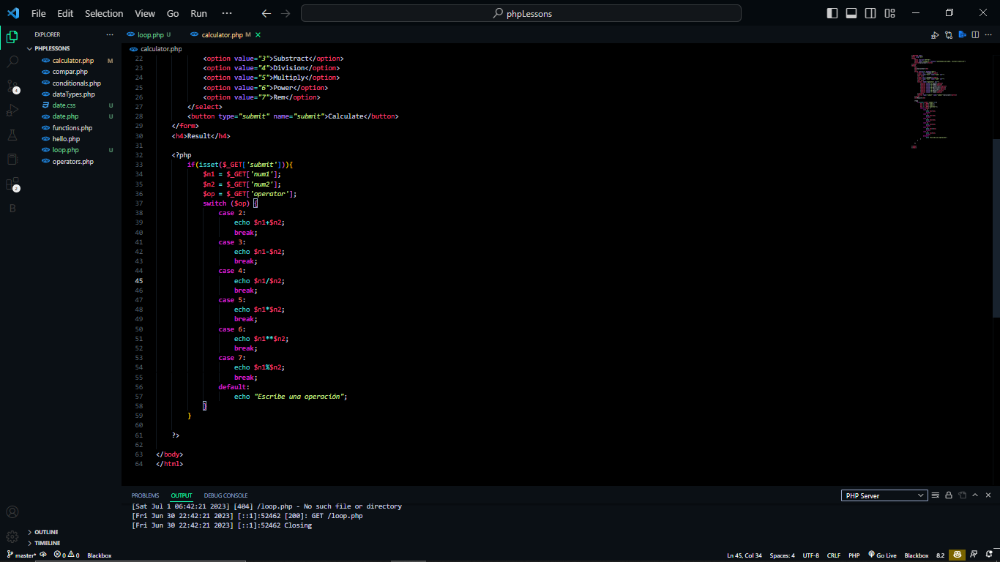 File Edit Selection View Go Run ···
phpLessons
EXPLORER ···
loop.php U
calculator.php M
PHPLESSONS
calculator.php M
compar.php
conditionals.php
dataTypes.php
date.css U
date.php U
functions.php
hello.php
loop.php U
operators.php
4
2
B
OUTLINE
TIMELINE
calculator.php
22 <option value="3">Substract</option>
23 <option value="4">Division</option>
24 <option value="5">Multiply</option>
25 <option value="6">Power</option>
26 <option value="7">Rem</option>
27 </select>
28 <button type="submit" name="submit">Calculate</button>
29 </form>
30 <h4>Result</h4>
31
32 <?php
33 if(isset($_GET['submit'])){
34 $n1 = $_GET['num1'];
35 $n2 = $_GET['num2'];
36 $op = $_GET['operator'];
37 switch ($op) {
38 case 2:
39 echo $n1+$n2;
40 break;
41 case 3:
42 echo $n1-$n2;
43 break;
44 case 4:
45 echo $n1/$n2;
46 break;
47 case 5:
48 echo $n1*$n2;
49 break;
50 case 6:
51 echo $n1**$n2;
52 break;
53 case 7:
54 echo $n1%$n2;
55 break;
56 default:
57 echo "Escribe una operación";
58 }
59 }
60
61 ?>
62
63 </body>
64 </html>
PROBLEMS OUTPUT DEBUG CONSOLE
PHP Server
[Sat Jul 1 06:42:21 2023] [404] /loop.php - No such file or directory
[Fri Jun 30 22:42:21 2023] [::1]:52462 [200]: GET /loop.php
[Fri Jun 30 22:42:21 2023] [::1]:52462 Closing
master* 0 0 Blackbox
Ln 45, Col 34 Spaces: 4 UTF-8 CRLF PHP Go Live Blackbox 8.2